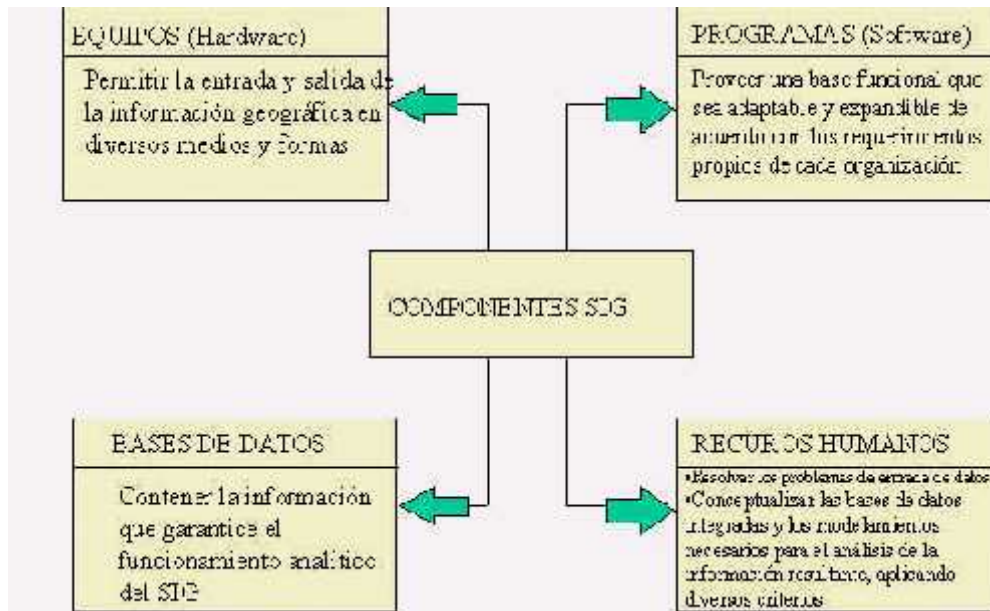 EQUIPOS (Hardware)
Permitir la entrada y salida de
la información geográfica en
diversos medios y formas
PROGRAMAS (Software)
Proveer una base funcional que
sea adaptable y expandible de
acuerdo con los requerimientos
propios de cada organización
COMPONENTES SIG
BASES DE DATOS
Contener la información
que garantice el
funcionamiento analítico
del SIG
RECUROS HUMANOS
•Resolver los problemas de entrada de datos
•Conceptualizar las bases de datos
integradas y los modelamientos
necesarios para el análisis de la
información resultante, aplicando
diversos criterios